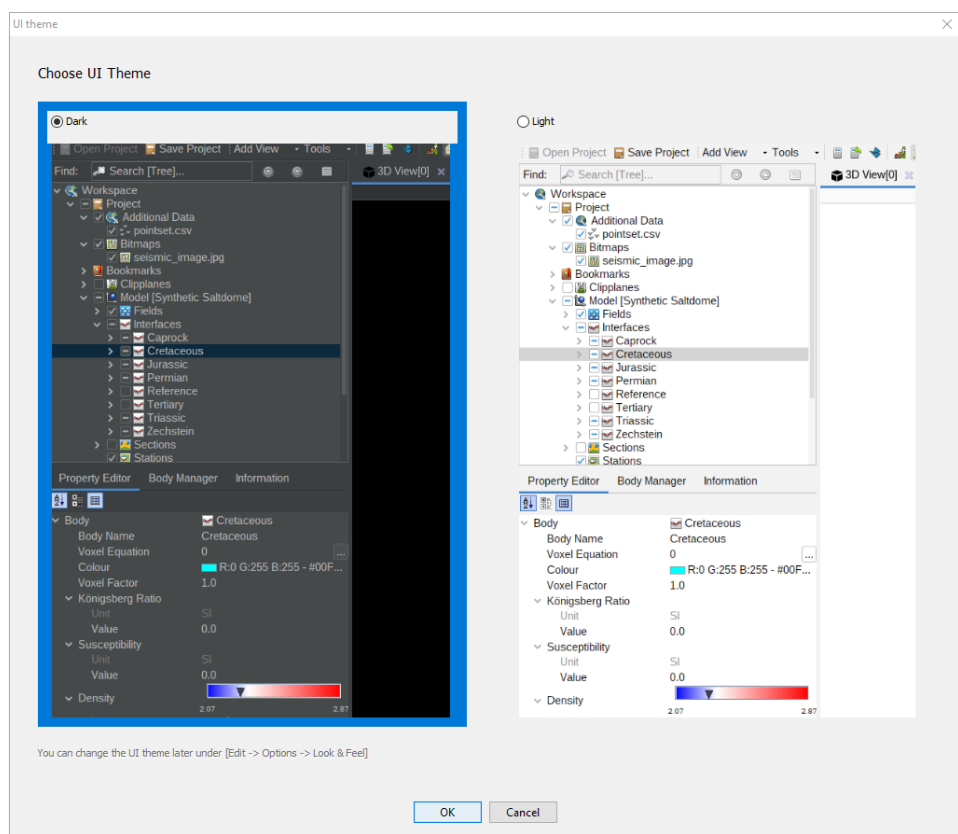 UI theme
Choose UI Theme
Dark
Open Project Save Project Add View Tools
Find: Search [Tree]... 3D View[0]
Workspace
Project
Additional Data
pointset.csv
Bitmaps
seismic_image.jpg
Bookmarks
Clipplanes
Model [Synthetic Saltdome]
Fields
Interfaces
Caprock
Cretaceous
Jurassic
Permian
Reference
Tertiary
Triassic
Zechstein
Sections
Stations
Property Editor Body Manager Information
Body Cretaceous
Body Name Cretaceous
Voxel Equation 0 ...
Colour R:0 G:255 B:255 - #00F...
Voxel Factor 1.0
Königsberg Ratio
Unit SI
Value 0.0
Susceptibility
Unit SI
Value 0.0
Density
2.07 2.87
Light
Open Project Save Project Add View Tools
Find: Search [Tree]... 3D View[0]
Workspace
Project
Additional Data
pointset.csv
Bitmaps
seismic_image.jpg
Bookmarks
Clipplanes
Model [Synthetic Saltdome]
Fields
Interfaces
Caprock
Cretaceous
Jurassic
Permian
Reference
Tertiary
Triassic
Zechstein
Sections
Stations
Property Editor Body Manager Information
Body Cretaceous
Body Name Cretaceous
Voxel Equation 0 ...
Colour R:0 G:255 B:255 - #00F...
Voxel Factor 1.0
Königsberg Ratio
Unit SI
Value 0.0
Susceptibility
Unit SI
Value 0.0
Density
2.07 2.87
You can change the UI theme later under [Edit -> Options -> Look & Feel]
OK Cancel